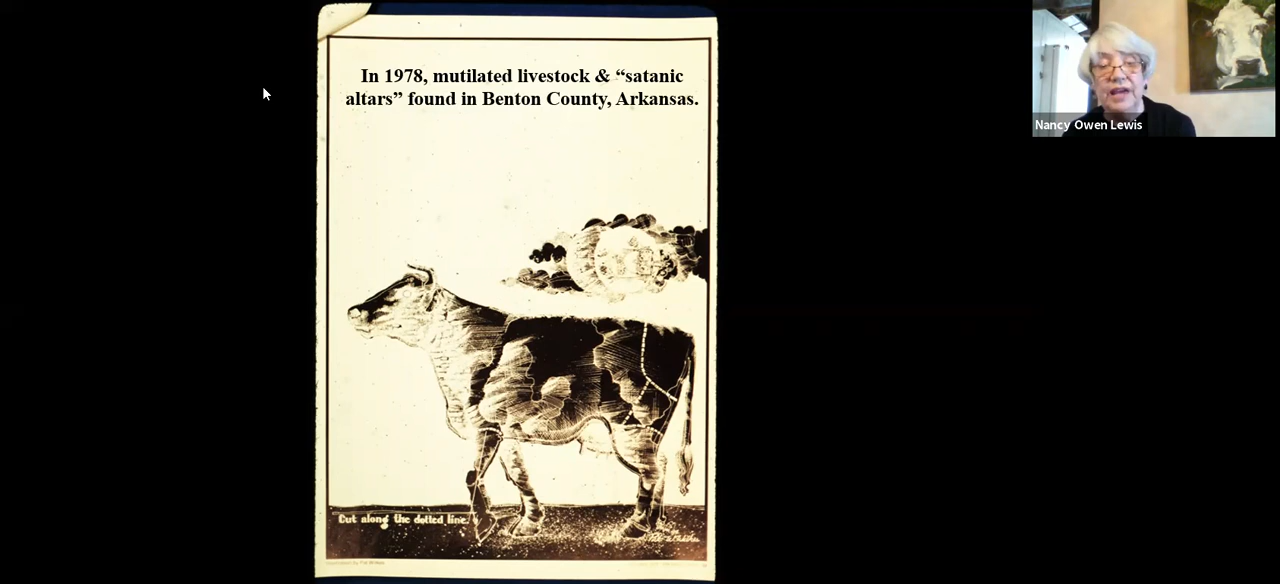 In 1978, mutilated livestock & “satanic
altars” found in Benton County, Arkansas.
Cut along the dotted line.
Nancy Owen Lewis